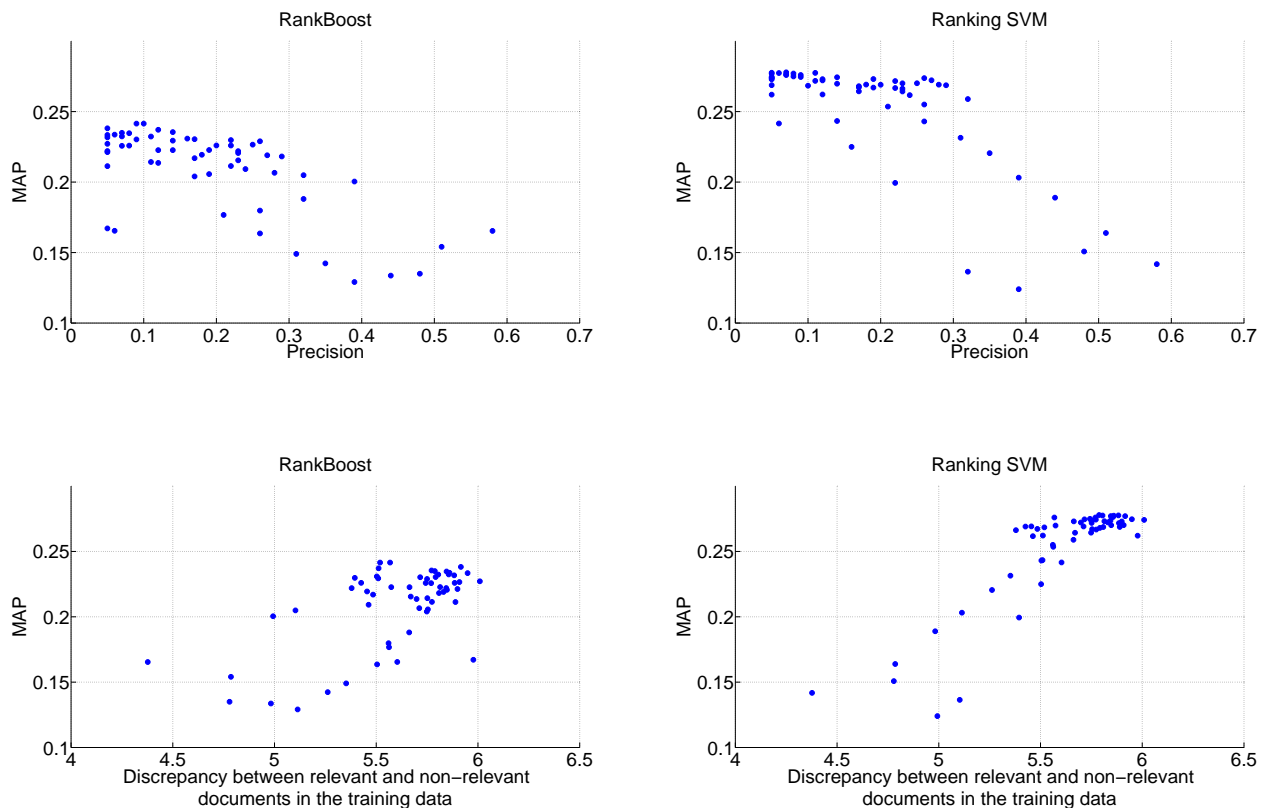 RankBoost
MAP
0.25
0.2
0.15
0.1
0 0.1 0.2 0.3 0.4 0.5 0.6 0.7
Precision
Ranking SVM
MAP
0.25
0.2
0.15
0.1
0 0.1 0.2 0.3 0.4 0.5 0.6 0.7
Precision
RankBoost
MAP
0.25
0.2
0.15
0.1
4 4.5 5 5.5 6 6.5
Discrepancy between relevant and non−relevant
documents in the training data
Ranking SVM
MAP
0.25
0.2
0.15
0.1
4 4.5 5 5.5 6 6.5
Discrepancy between relevant and non−relevant
documents in the training data